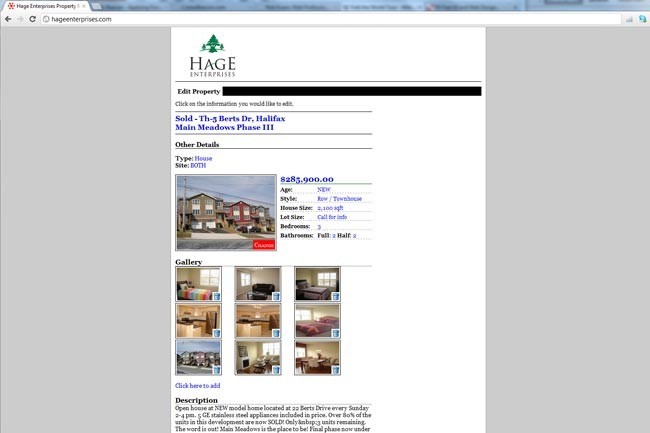 Hage Enterprises Property M
hageenterprises.com
HAGE
ENTERPRISES
Edit Property
Click on the information you would like to edit.
Sold - Th-5 Berts Dr, Halifax
Main Meadows Phase III
Other Details
Type: House
Site: BOTH
$285,900.00
Age: NEW
Style: Row / Townhouse
House Size: 2,100 sqft
Lot Size: Call for info
Bedrooms: 3
Bathrooms: Full: 2 Half: 2
Change
Gallery
Click here to add
Description
Open house at NEW model home located at 22 Berts Drive every Sunday
2-4 pm. 5 GE stainless steel appliances included in price. Over 80% of the
units in this development are now SOLD! Only&nbsp;3 units remaining.
The word is out! Main Meadows is the place to be! Final phase now under